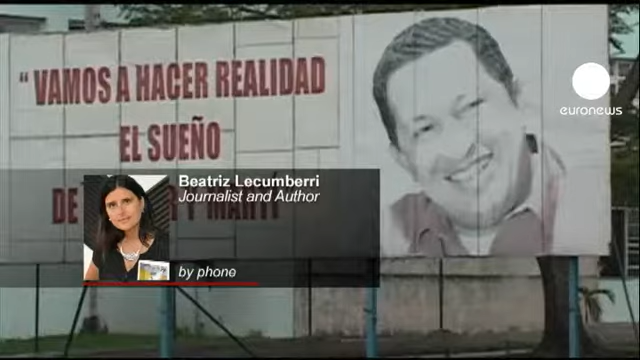 “VAMOS A HACER REALIDAD
EL SUEÑO
DE
Y MARTÍ
euronews
Beatriz Lecumberri
Journalist and Author
by phone